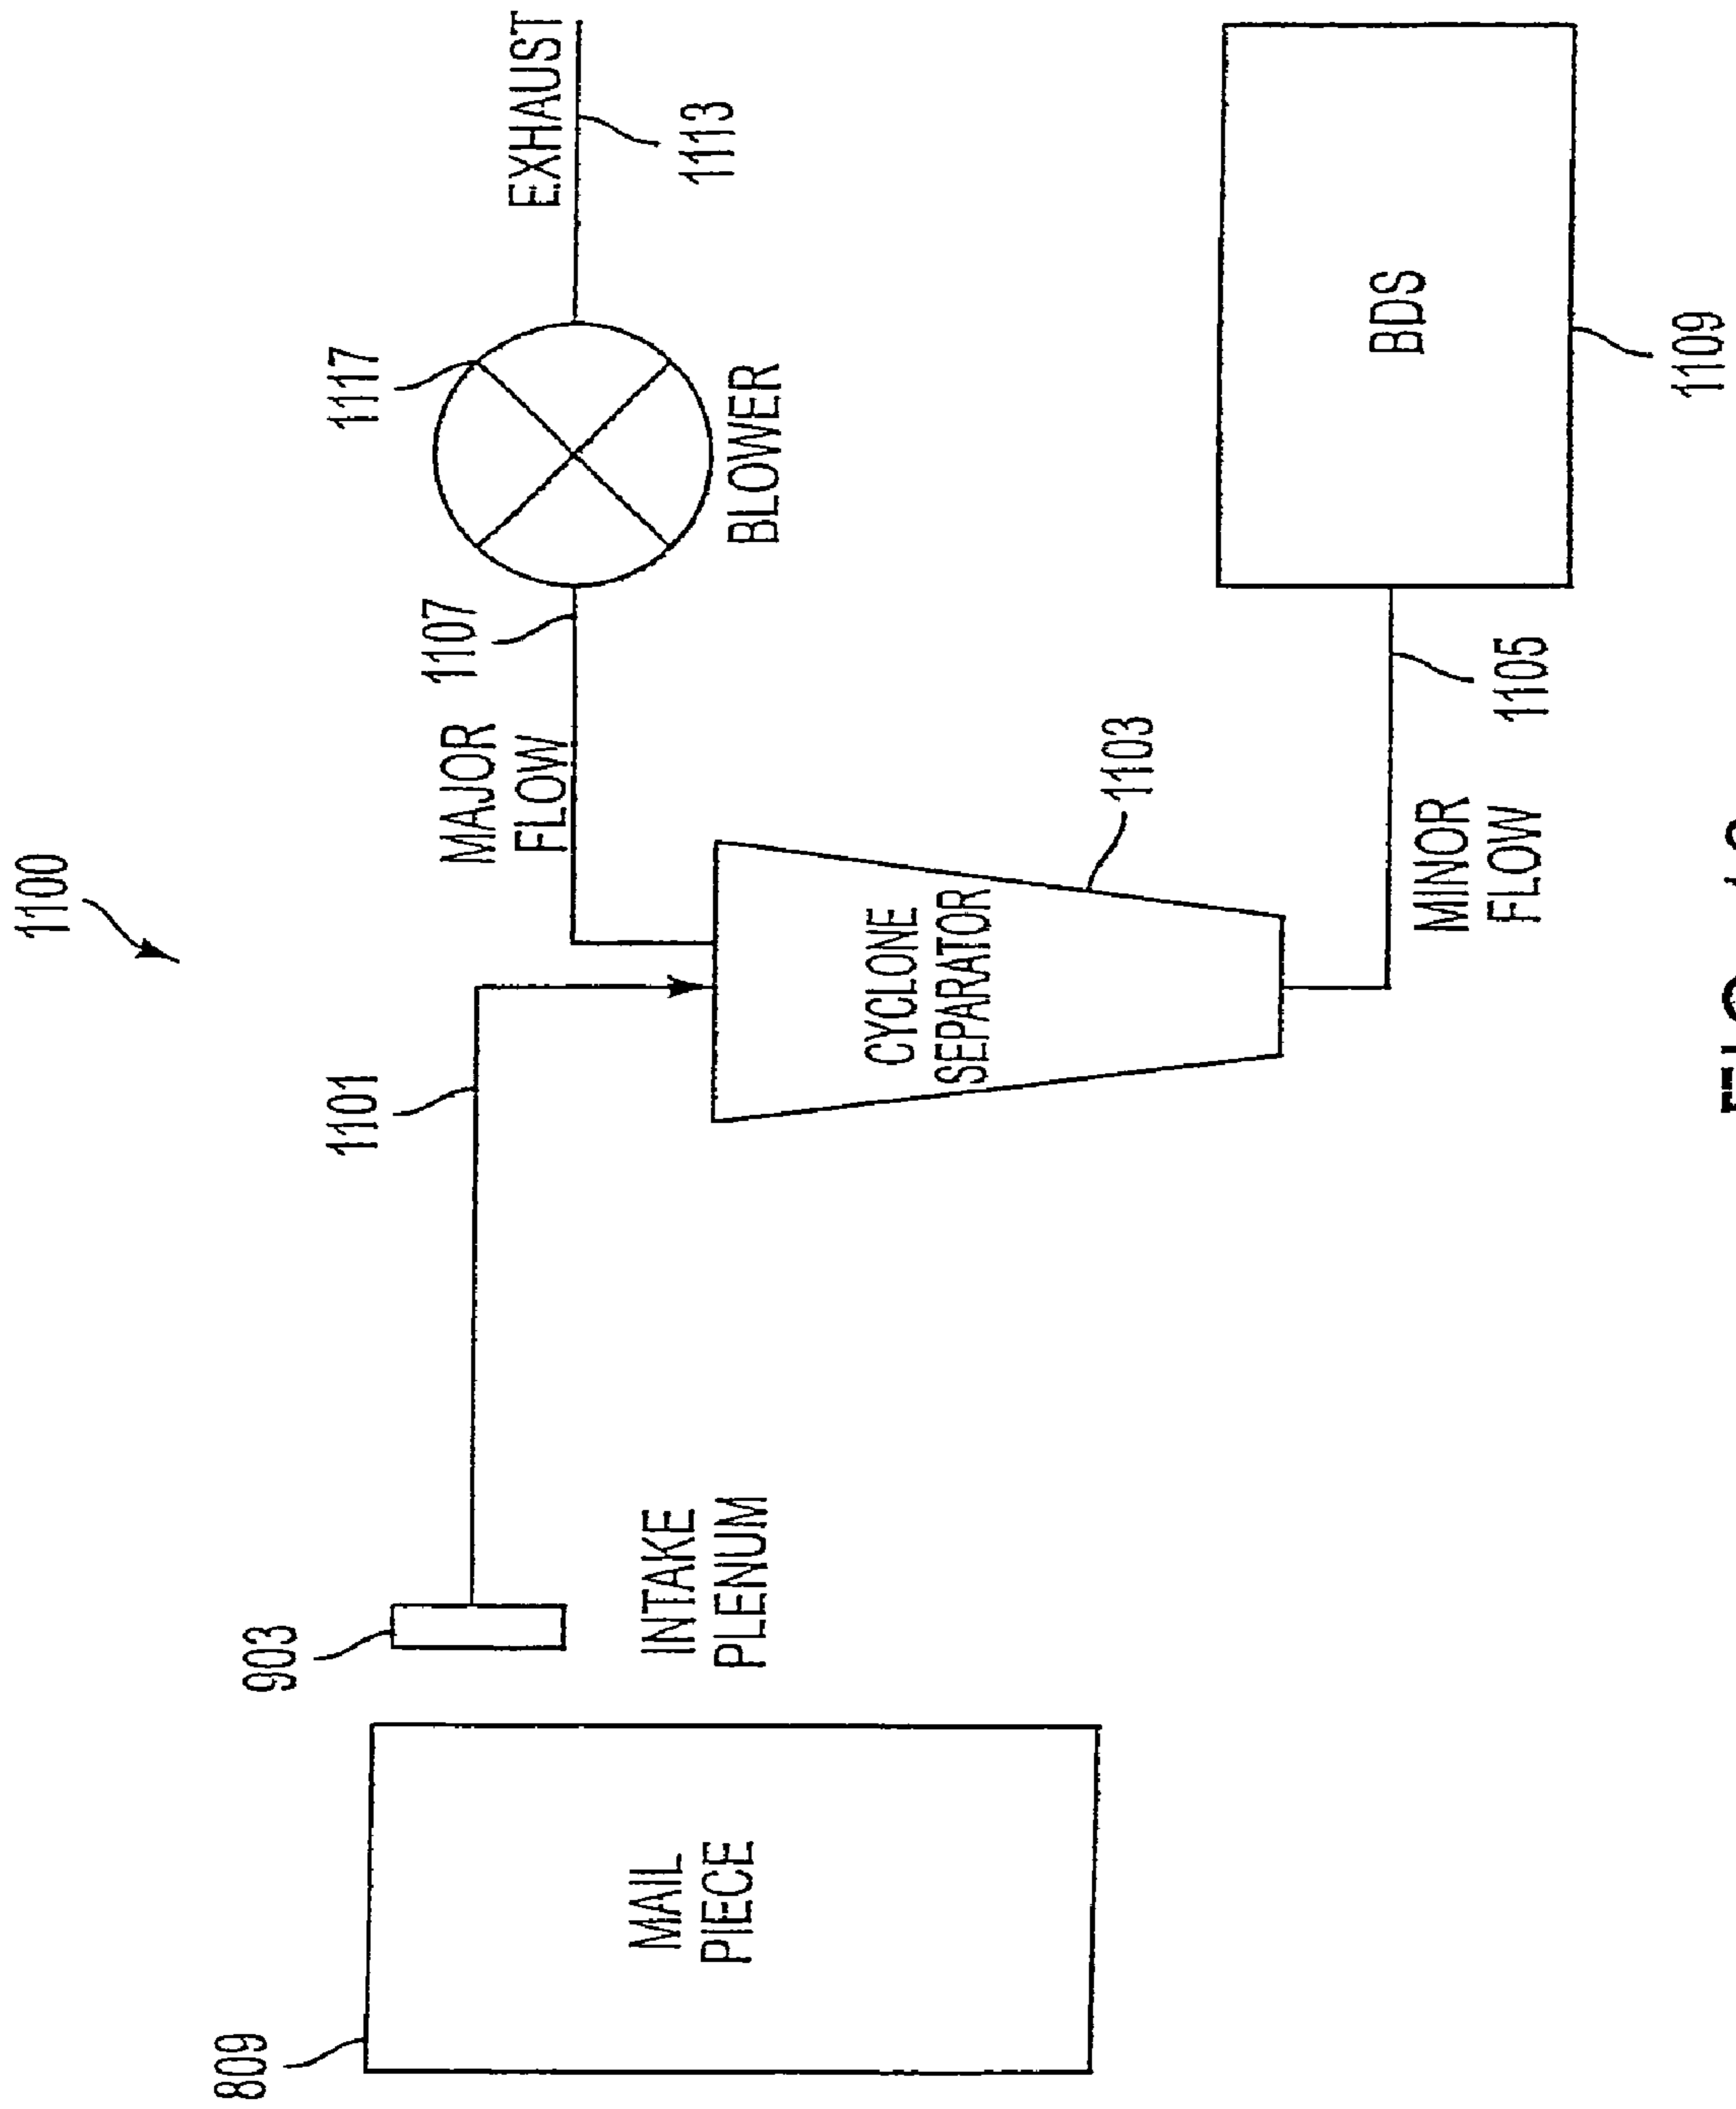 1100
1101
1107
MAJOR
FLOW
1117
EXHAUST
1113
BLOWER
903
INTAKE
PLENUM
809
MAIL
PIECE
CYCLONE
SEPARATOR
1103
BDS
1109
1105
MINOR
FLOW